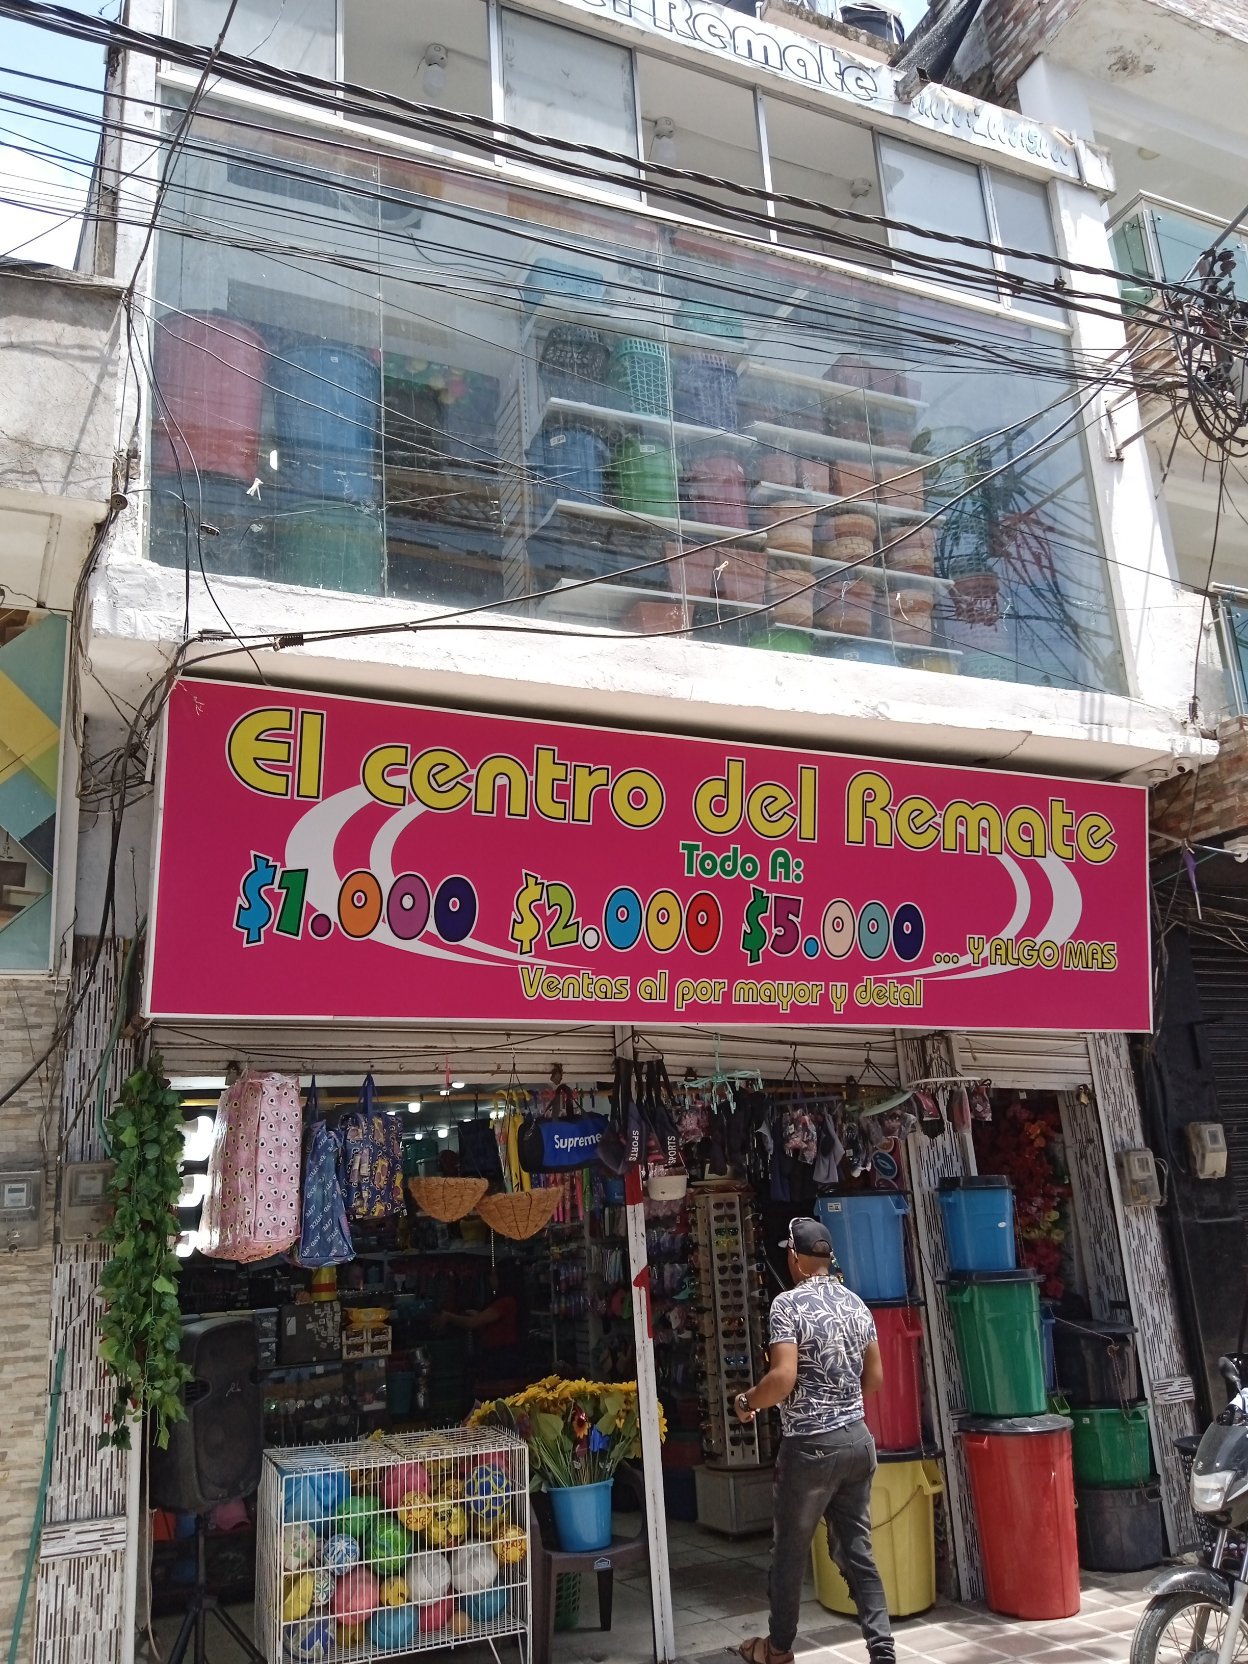 el Remate
El centro del Remate
Todo A:
$1.000 $2.000 $5.000 ... Y ALGO MAS
Ventas al por mayor y detal
Supreme
SPORTS
SPORTS